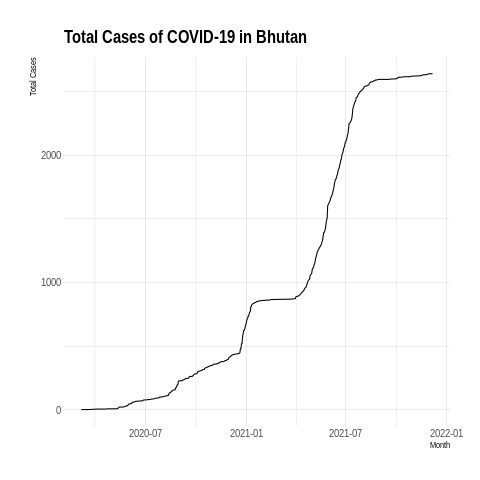 Total Cases of COVID-19 in Bhutan
Total Cases
2000
1000
0
2020-07 2021-01 2021-07 2022-01
Month